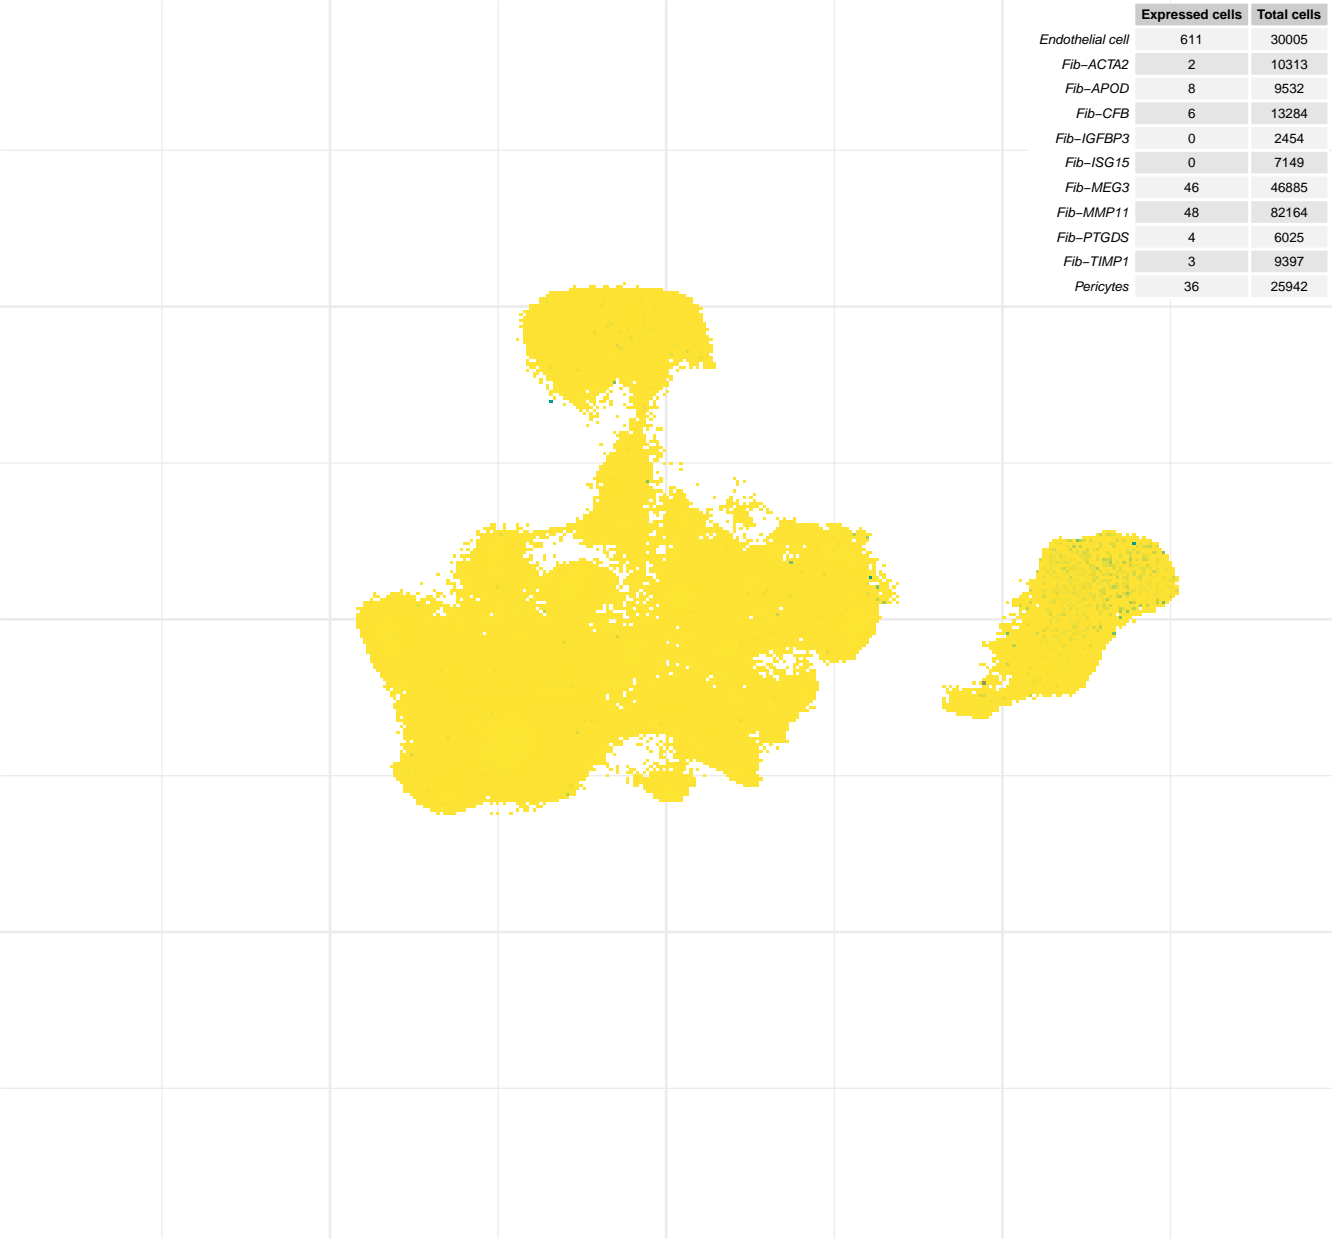 Expressed cells Total cells
Endothelial cell 611 30005
Fib−ACTA2 2 10313
Fib−APOD 8 9532
Fib−CFB 6 13284
Fib−IGFBP3 0 2454
Fib−ISG15 0 7149
Fib−MEG3 46 46885
Fib−MMP11 48 82164
Fib−PTGDS 4 6025
Fib−TIMP1 3 9397
Pericytes 36 25942